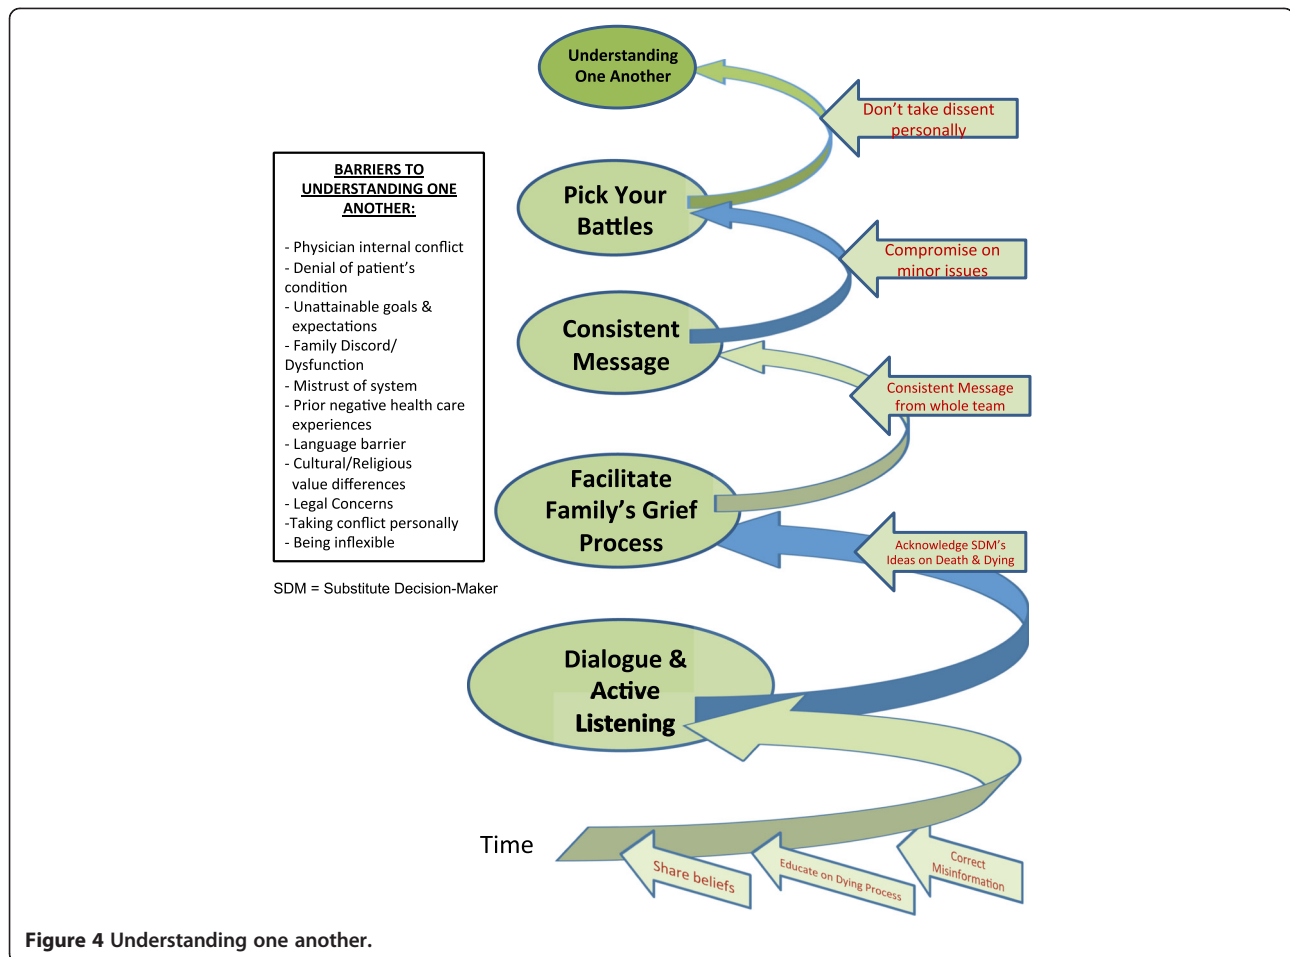 Understanding
One Another
Don't take dissent
personally
BARRIERS TO
UNDERSTANDING ONE
ANOTHER:
- Physician internal conflict
- Denial of patient's
condition
- Unattainable goals &
expectations
- Family Discord/
Dysfunction
- Mistrust of system
- Prior negative health care
experiences
- Language barrier
- Cultural/Religious
value differences
- Legal Concerns
-Taking conflict personally
- Being inflexible
SDM = Substitute Decision-Maker
Pick Your
Battles
Compromise on
minor issues
Consistent
Message
Consistent Message
from whole team
Facilitate
Family's Grief
Process
Acknowledge SDM's
Ideas on Death & Dying
Dialogue &
Active
Listening
Time
Share beliefs
Educate on Dying Process
Correct
Misinformation
Figure 4 Understanding one another.